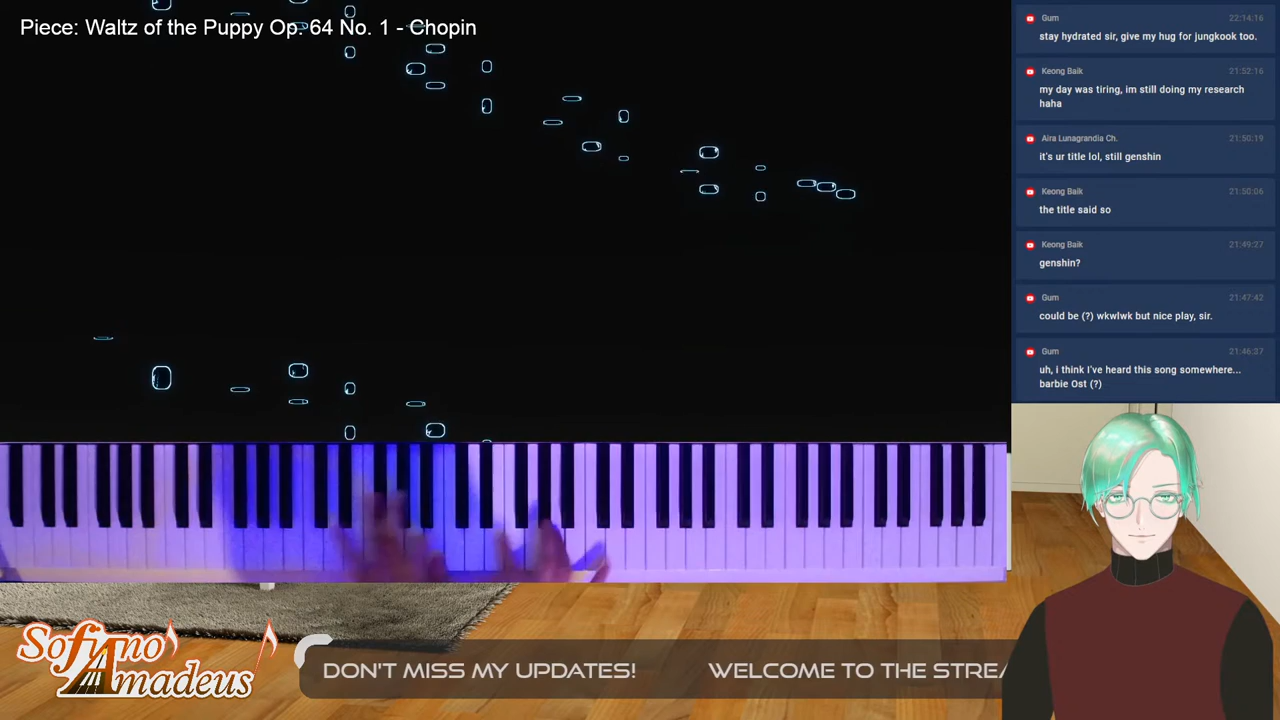 Piece: Waltz of the Puppy Op. 64 No. 1 - Chopin
Gum 22:14:16
stay hydrated sir, give my hug for jungkook too.
Keong Baik 21:52:16
my day was tiring, im still doing my research
haha
Aira Lunagrandia Ch. 21:50:19
it's ur title lol, still genshin
Keong Baik 21:30:06
the title said so
Keong Baik 21:49:27
genshin?
Gum 21:47:42
could be (?) wkwlwk but nice play, sir.
Gum 21:46:37
uh, i think I've heard this song somewhere...
barbie Ost (?)
Sofiano
Amadeus
DON'T MISS MY UPDATES! WELCOME TO THE STREA